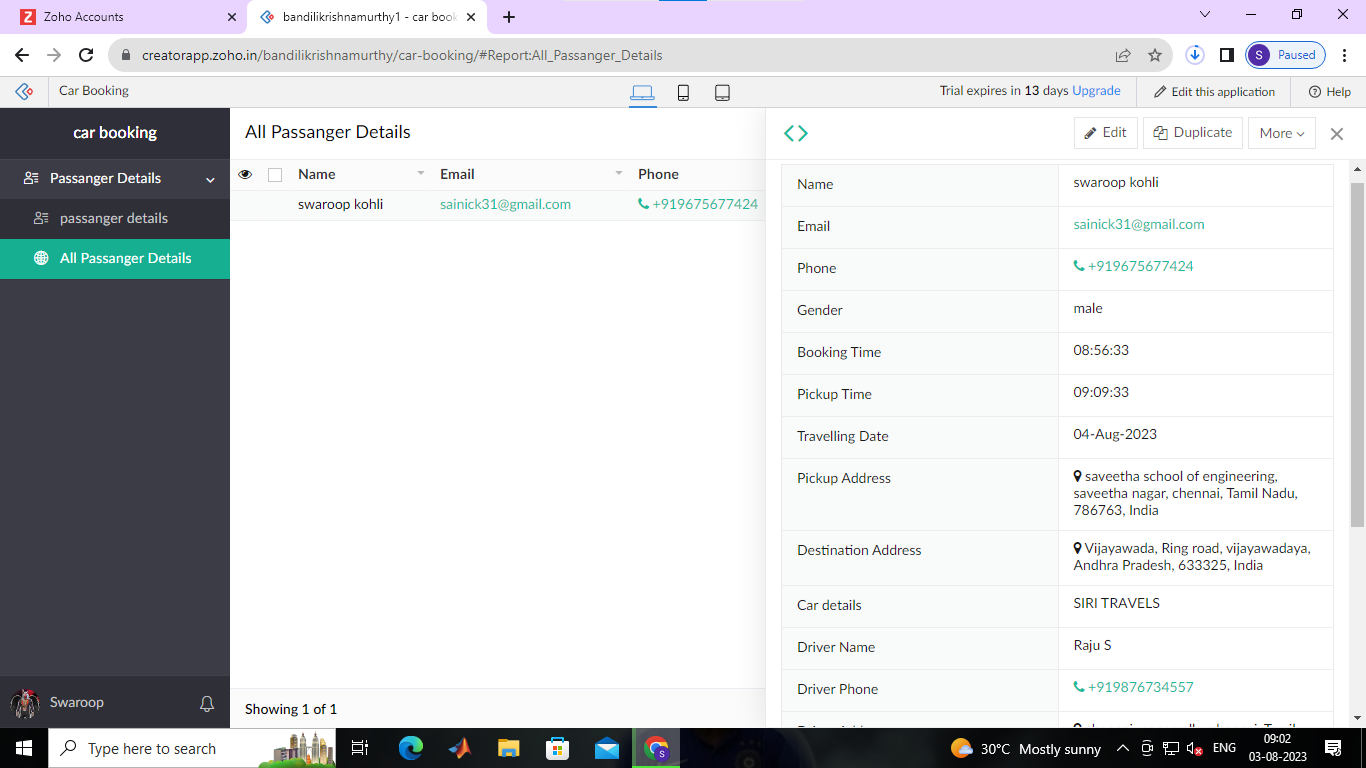 Zoho Accounts
bandilikrishnamurthy1 - car book
creatorapp.zoho.in/bandilikrishnamurthy/car-booking/#Report:All_Passanger_Details
S Paused
Car Booking
Trial expires in 13 days Upgrade
Edit this application
Help
car booking
Passanger Details
passanger details
All Passanger Details
Swaroop
All Passanger Details
Name Email Phone
swaroop kohli sainick31@gmail.com +919675677424
Showing 1 of 1
Edit Duplicate More
Name swaroop kohli
Email sainick31@gmail.com
Phone +919675677424
Gender male
Booking Time 08:56:33
Pickup Time 09:09:33
Travelling Date 04-Aug-2023
Pickup Address saveetha school of engineering,
saveetha nagar, chennai, Tamil Nadu,
786763, India
Destination Address Vijayawada, Ring road, vijayawadaya,
Andhra Pradesh, 633325, India
Car details SIRI TRAVELS
Driver Name Raju S
Driver Phone +919876734557
Type here to search
30°C Mostly sunny
ENG
09:02
03-08-2023